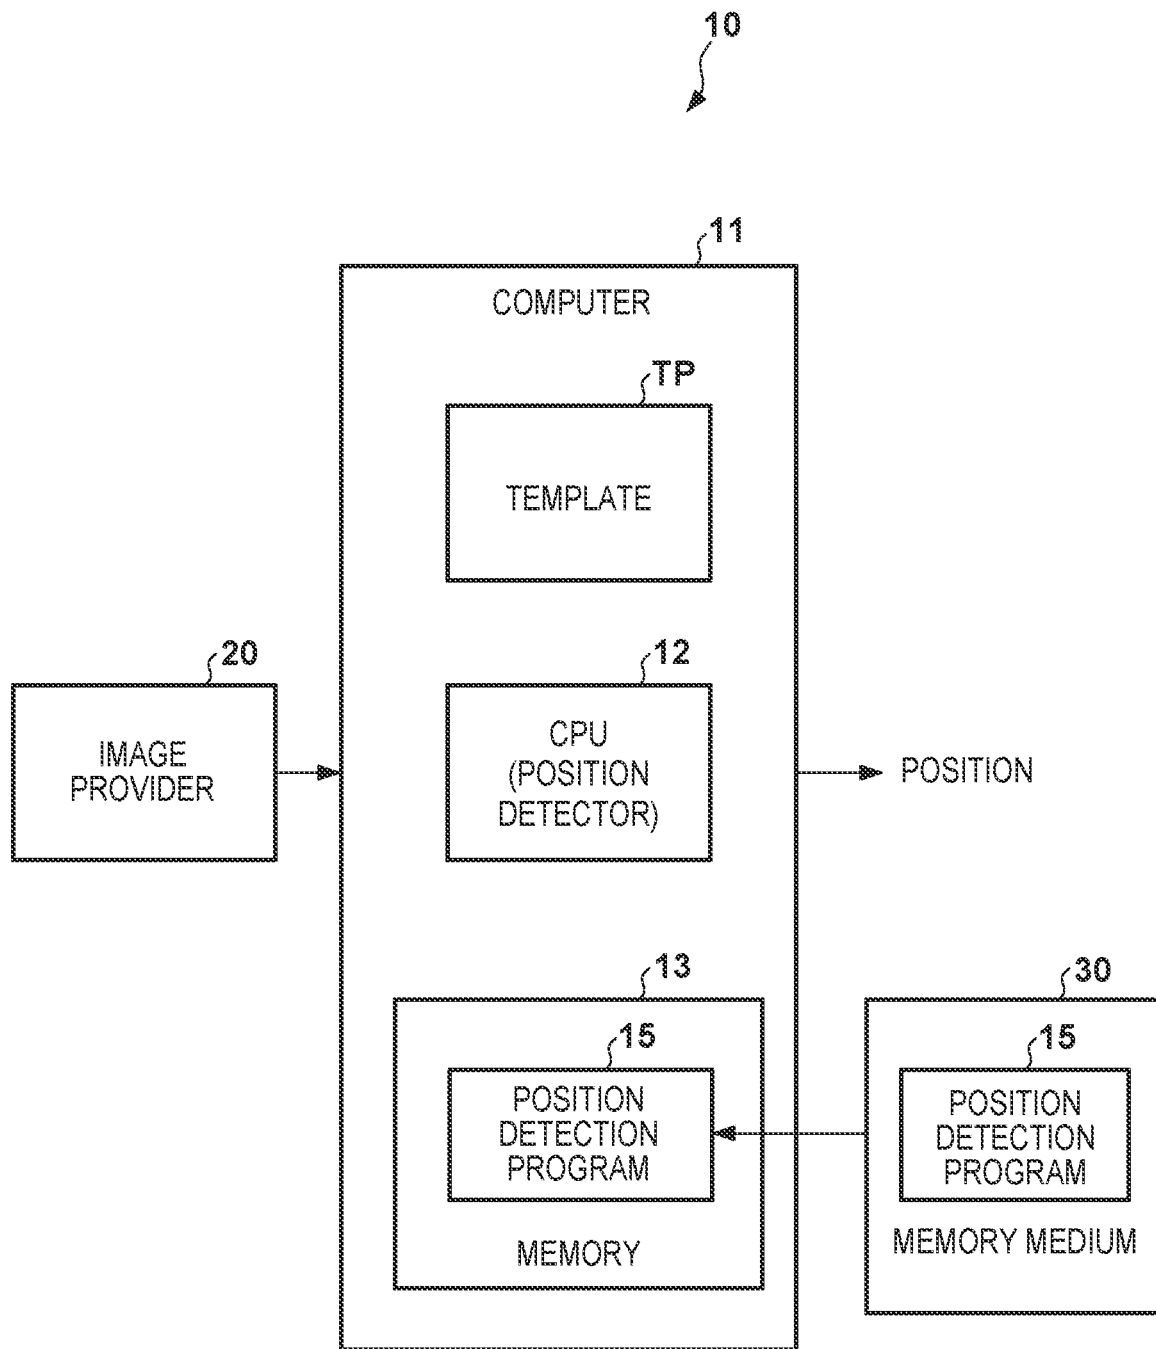 10
11
COMPUTER
TP
TEMPLATE
20
IMAGE
PROVIDER
12
CPU
(POSITION
DETECTOR)
POSITION
13
15
POSITION
DETECTION
PROGRAM
MEMORY
30
15
POSITION
DETECTION
PROGRAM
MEMORY MEDIUM